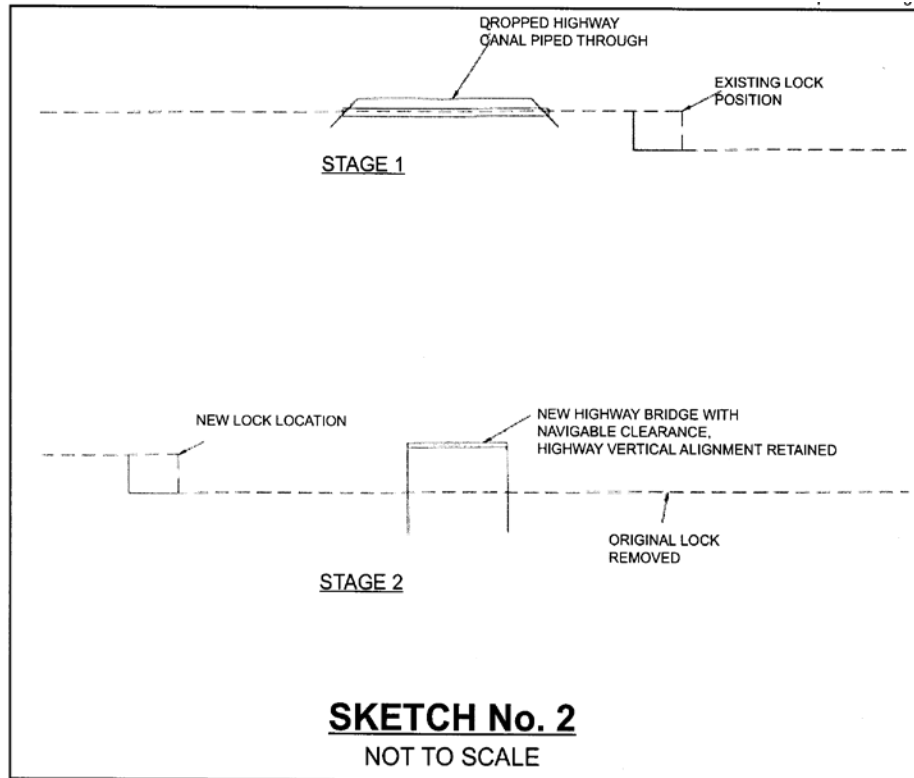 DROPPED HIGHWAY
CANAL PIPED THROUGH
EXISTING LOCK
POSITION
STAGE 1
NEW LOCK LOCATION
NEW HIGHWAY BRIDGE WITH
NAVIGABLE CLEARANCE,
HIGHWAY VERTICAL ALIGNMENT RETAINED
ORIGINAL LOCK
REMOVED
STAGE 2
SKETCH No. 2
NOT TO SCALE